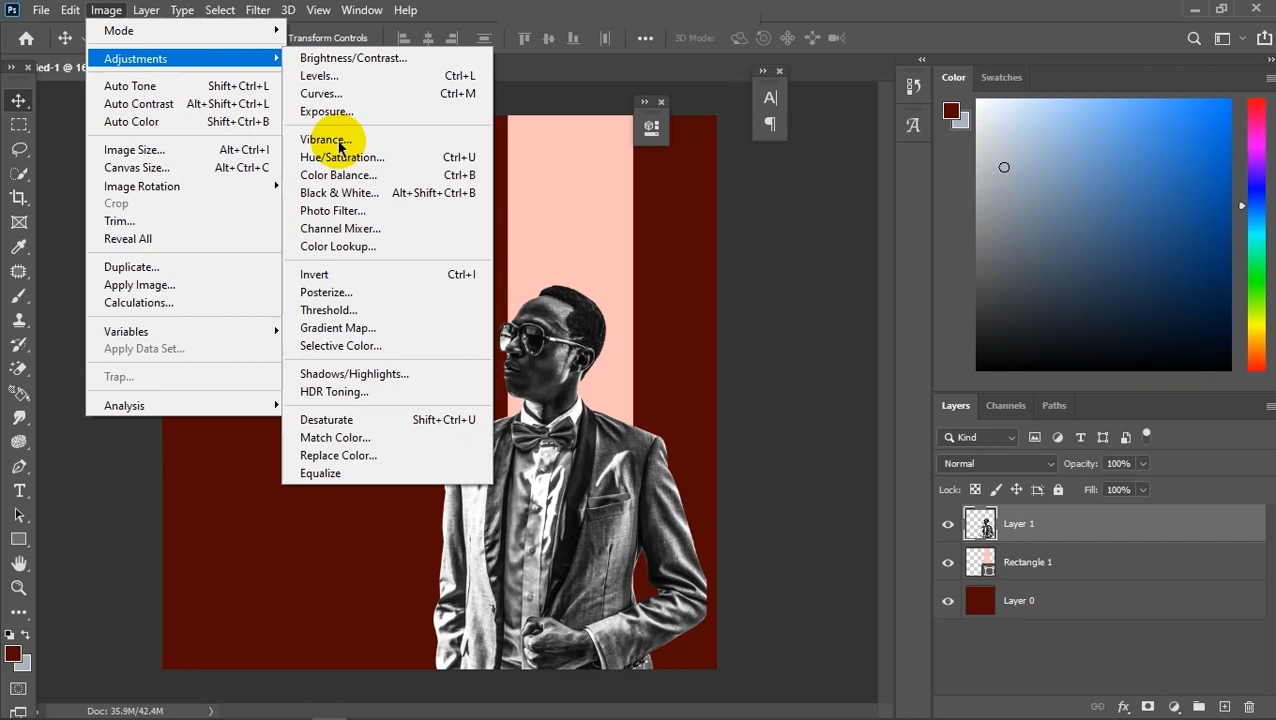 Ps File Edit Image Layer Type Select Filter 3D View Window Help
Transform Controls
3D Mode:
Mode
Adjustments
Auto Tone Shift+Ctrl+L
Auto Contrast Alt+Shift+Ctrl+L
Auto Color Shift+Ctrl+B
Image Size... Alt+Ctrl+I
Canvas Size... Alt+Ctrl+C
Image Rotation
Crop
Trim...
Reveal All
Duplicate...
Apply Image...
Calculations...
Variables
Apply Data Set...
Trap...
Analysis
Brightness/Contrast...
Levels... Ctrl+L
Curves... Ctrl+M
Exposure...
Vibrance...
Hue/Saturation... Ctrl+U
Color Balance... Ctrl+B
Black & White... Alt+Shift+Ctrl+B
Photo Filter...
Channel Mixer...
Color Lookup...
Invert Ctrl+I
Posterize...
Threshold...
Gradient Map...
Selective Color...
Shadows/Highlights...
HDR Toning...
Desaturate Shift+Ctrl+U
Match Color...
Replace Color...
Equalize
Color Swatches
Layers Channels Paths
Kind
Normal Opacity: 100%
Lock: Fill: 100%
Layer 1
Rectangle 1
Layer 0
Doc: 35.9M/42.4M